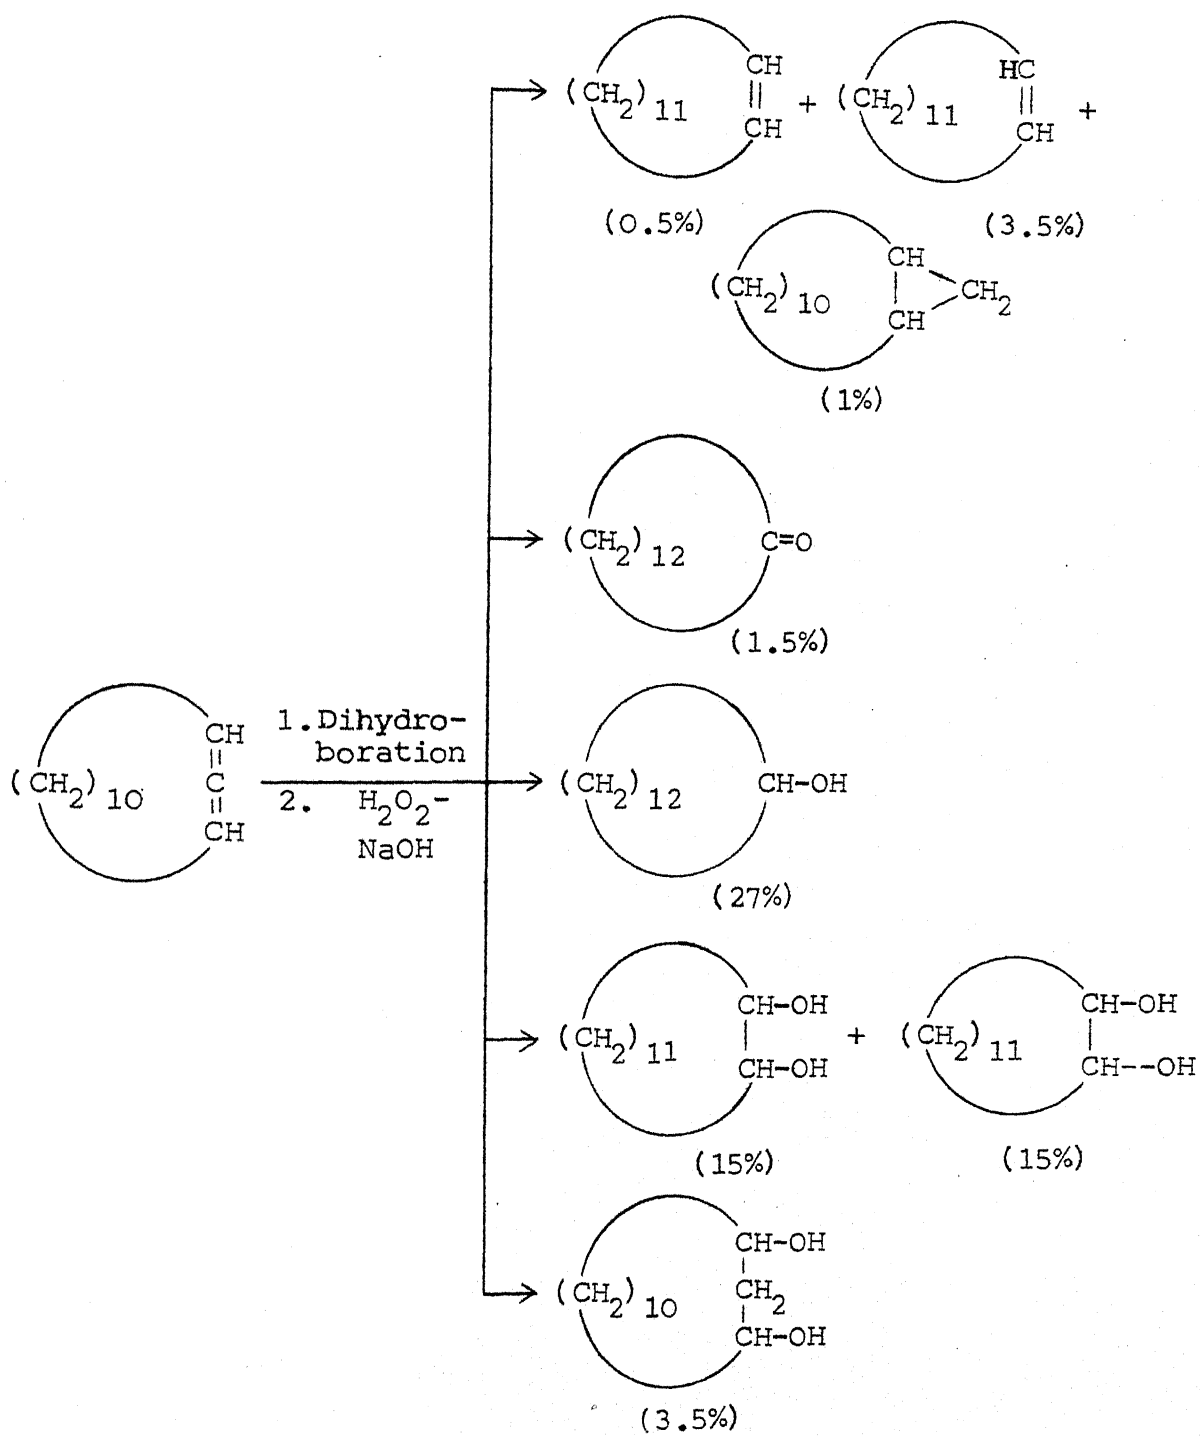 CH CH (CH2)11 + HC CH (CH2)11 +
(0.5%) (3.5%)
CH CH CH2 (CH2)10
(1%)
(CH2)12 C=O
(1.5%)
(CH2)10 CH C CH
1.Dihydro-
boration
2. H2O2-
NaOH
(CH2)12 CH-OH
(27%)
(CH2)11 CH-OH CH-OH + (CH2)11 CH-OH CH--OH
(15%) (15%)
(CH2)10 CH-OH CH2 CH-OH
(3.5%)